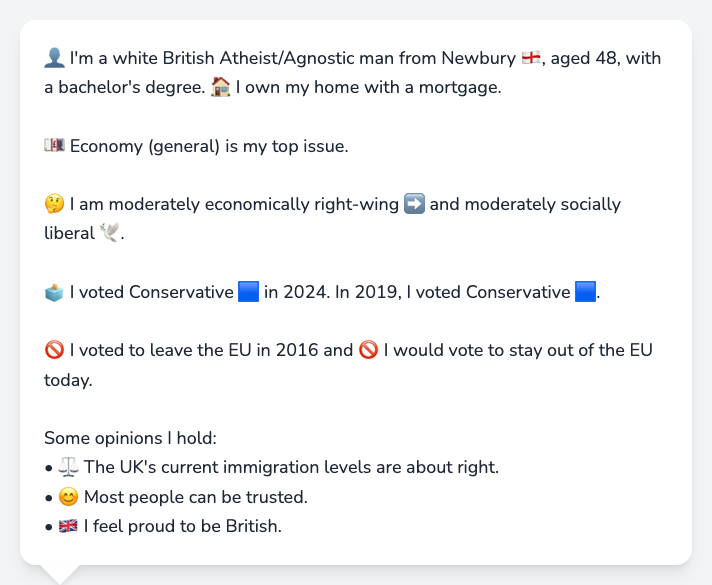 👤 I'm a white British Atheist/Agnostic man from Newbury 🏴󠁧󠁢󠁥󠁮󠁧󠁿, aged 48, with
a bachelor's degree. 🏠 I own my home with a mortgage.
💷 Economy (general) is my top issue.
🤔 I am moderately economically right-wing ➡️ and moderately socially
liberal 🕊️.
🗳️ I voted Conservative 🟦 in 2024. In 2019, I voted Conservative 🟦.
🚫 I voted to leave the EU in 2016 and 🚫 I would vote to stay out of the EU
today.
Some opinions I hold:
• ⚖️ The UK's current immigration levels are about right.
• 😊 Most people can be trusted.
• 🇬🇧 I feel proud to be British.